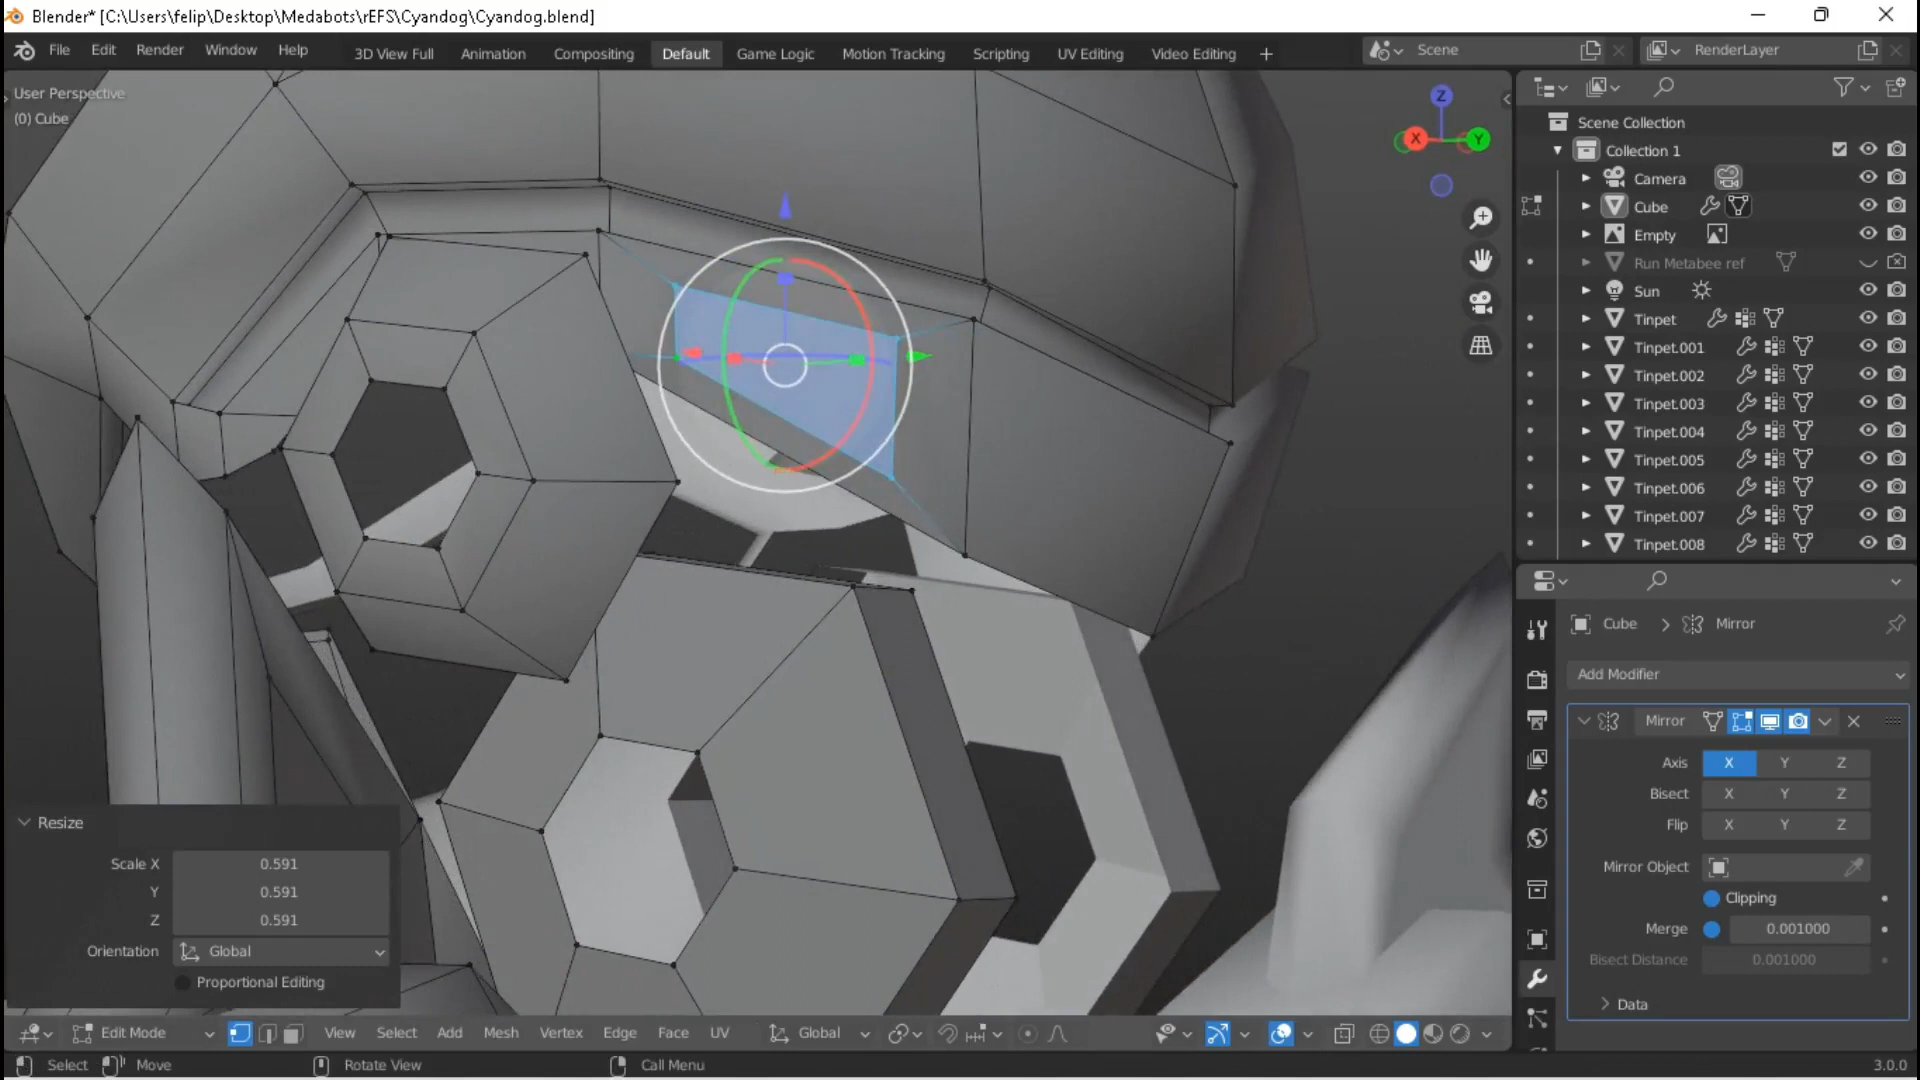 Blender* [C:\Users\felip\Desktop\Medabots\rEFS\Cyandog\Cyandog.blend]
File Edit Render Window Help 3D View Full Animation Compositing Default Game Logic Motion Tracking Scripting UV Editing Video Editing + Scene RenderLayer
User Perspective
(0) Cube
Z
X
Y
Scene Collection
Collection 1
Camera
Cube
Empty
Run Metabee ref
Sun
Tinpet
Tinpet.001
Tinpet.002
Tinpet.003
Tinpet.004
Tinpet.005
Tinpet.006
Tinpet.007
Tinpet.008
Cube > Mirror
Add Modifier
Mirror
Axis X Y Z
Bisect X Y Z
Flip X Y Z
Mirror Object
Clipping
Merge 0.001000
Bisect Distance 0.001000
Data
Resize
Scale X 0.591
Y 0.591
Z 0.591
Orientation Global
Proportional Editing
Edit Mode View Select Add Mesh Vertex Edge Face UV Global
Select Move Rotate View Call Menu 3.0.0